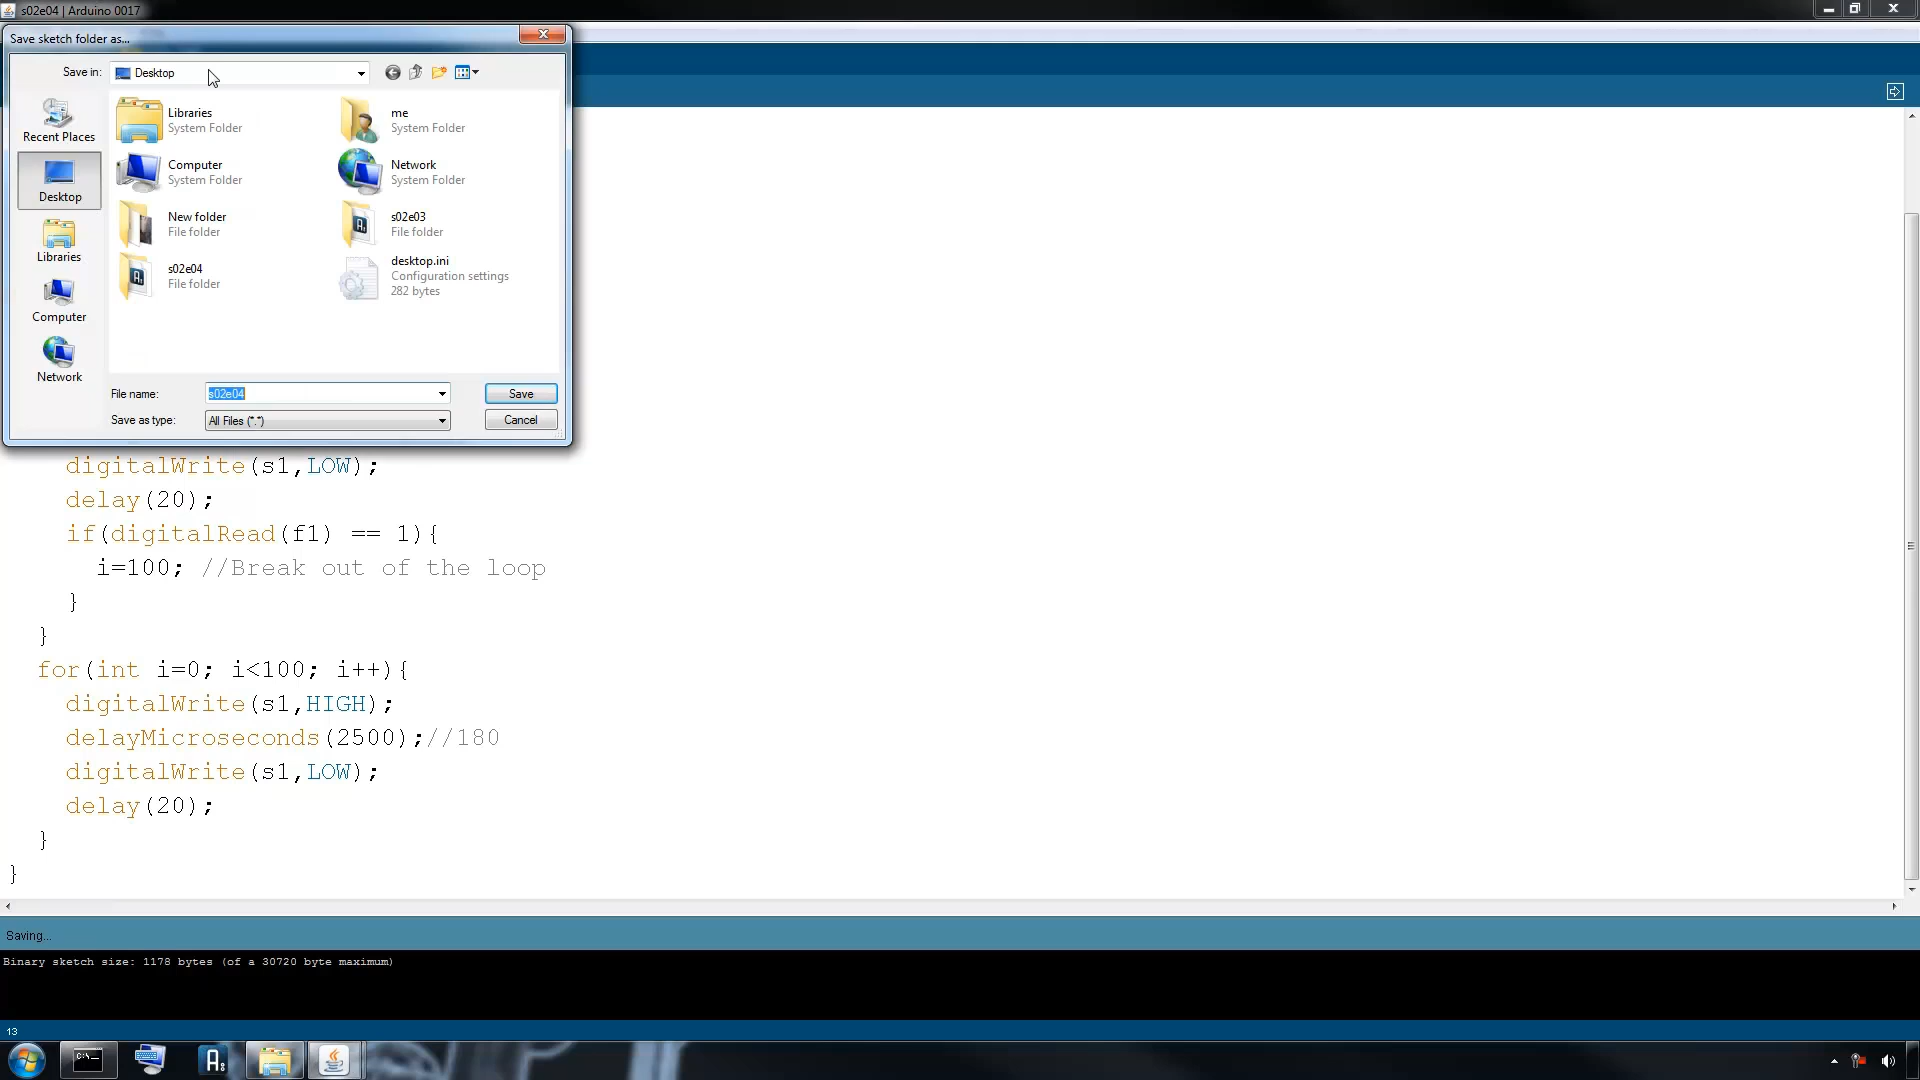 s02e04 | Arduino 0017
Save sketch folder as...
Save in:
Desktop
Recent Places
Desktop
Libraries
Computer
Network
Libraries
System Folder
me
System Folder
Computer
System Folder
Network
System Folder
New folder
File folder
s02e03
File folder
s02e04
File folder
desktop.ini
Configuration settings
282 bytes
File name:
s02e04
Save
Save as type:
All Files (*.*)
Cancel
digitalWrite(s1,LOW);
delay(20);
if(digitalRead(f1) == 1){
i=100; //Break out of the loop
}
}
for(int i=0; i<100; i++){
digitalWrite(s1,HIGH);
delayMicroseconds(2500);//180
digitalWrite(s1,LOW);
delay(20);
}
}
Saving...
Binary sketch size: 1178 bytes (of a 30720 byte maximum)
13